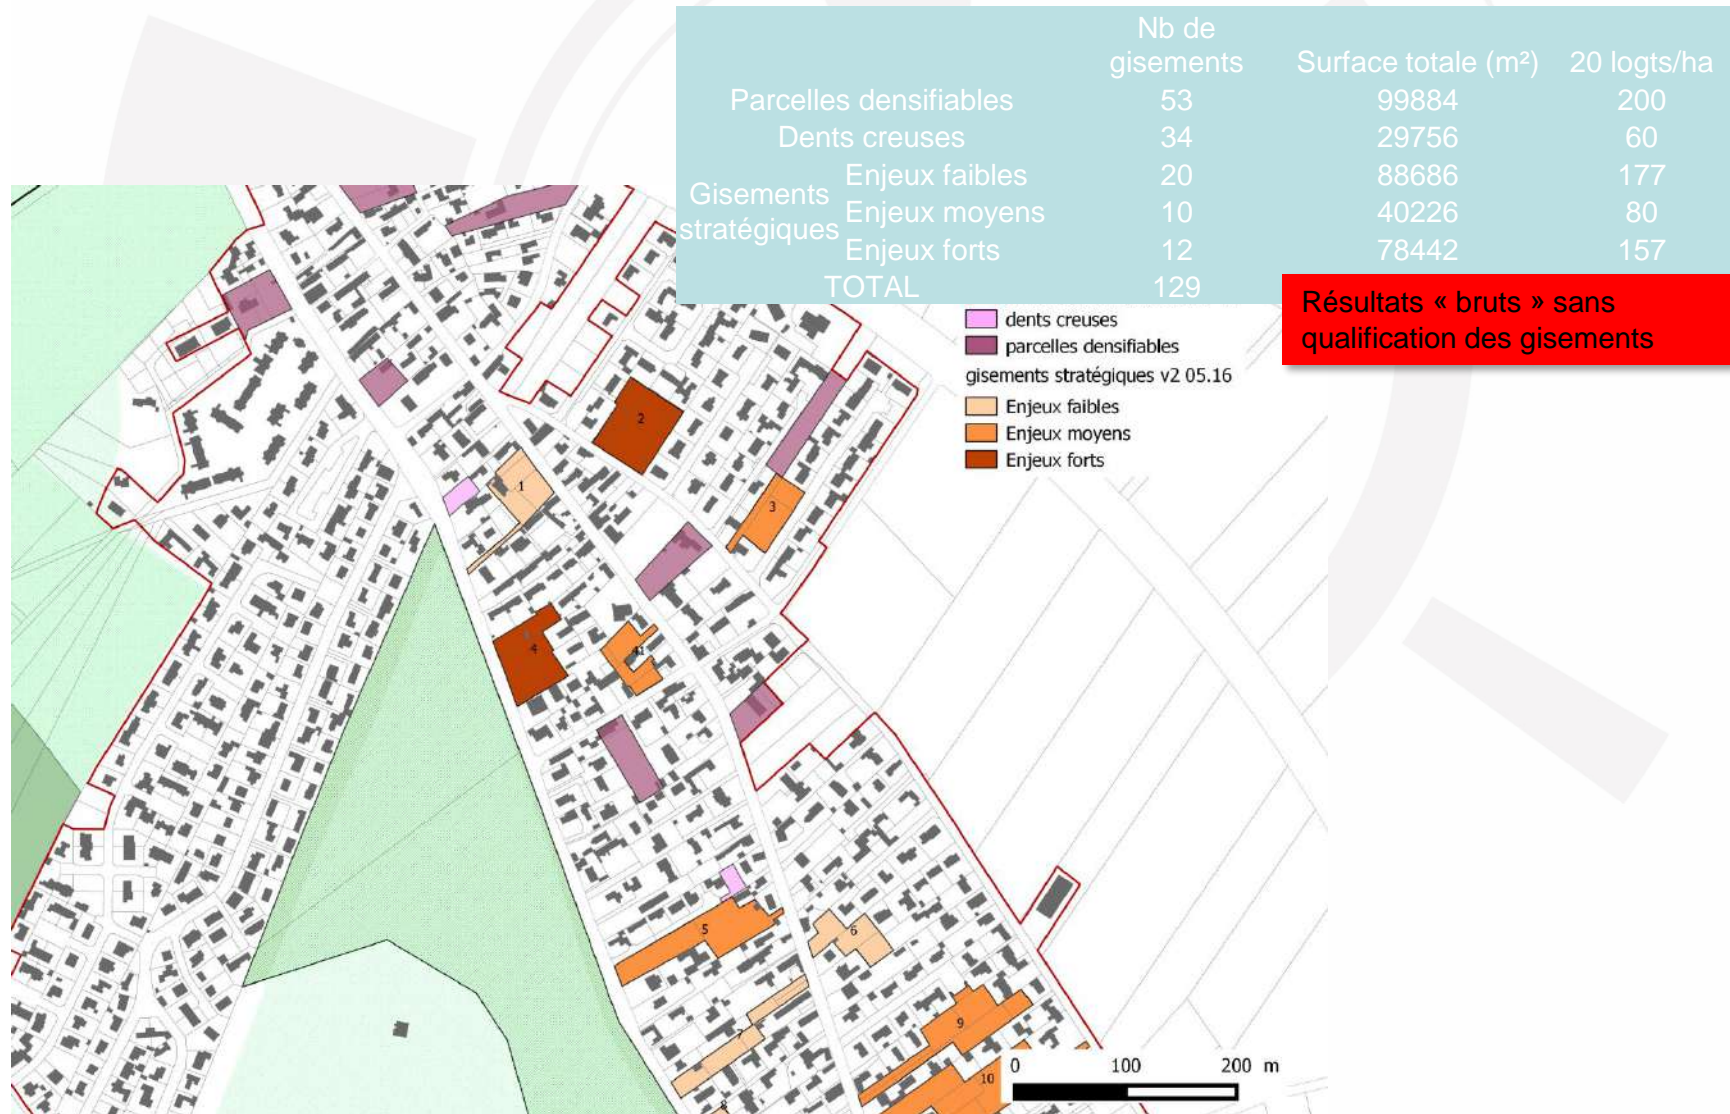 Nb de
gisements Surface totale (m²) 20 logts/ha
Parcelles densifiables 53 99884 200
Dents creuses 34 29756 60
Gisements stratégiques Enjeux faibles 20 88686 177
Enjeux moyens 10 40226 80
Enjeux forts 12 78442 157
TOTAL 129
Résultats « bruts » sans
qualification des gisements
dents creuses
parcelles densifiables
gisements stratégiques v2 05.16
Enjeux faibles
Enjeux moyens
Enjeux forts
2
1
3
4
41
5
6
7
9
10
8
0 100 200 m